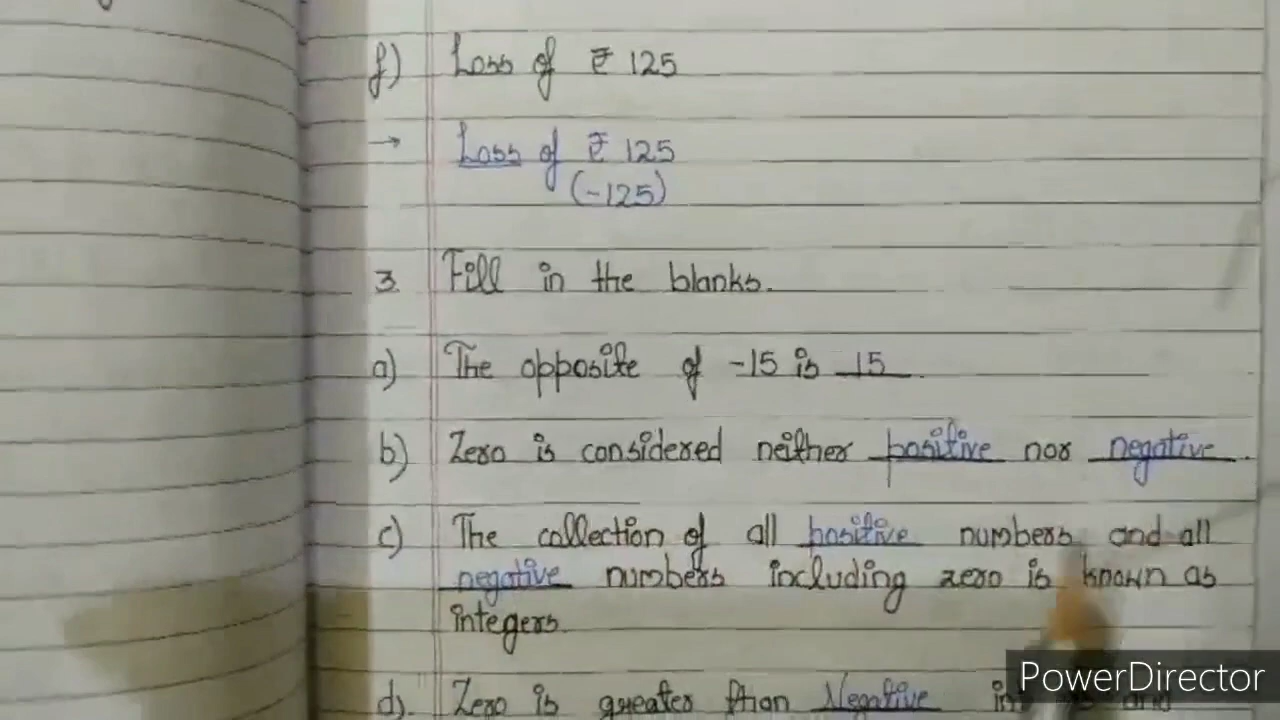 f) Loss of ₹ 125
→ Loss of ₹ 125
(-125)
3. Fill in the blanks.
a) The opposite of -15 is 15.
b) Zero is considered neither positive nor negative.
c) The collection of all positive numbers and all
negative numbers including zero is known as
integers.
d). Zero is greater than Negative and
PowerDirector